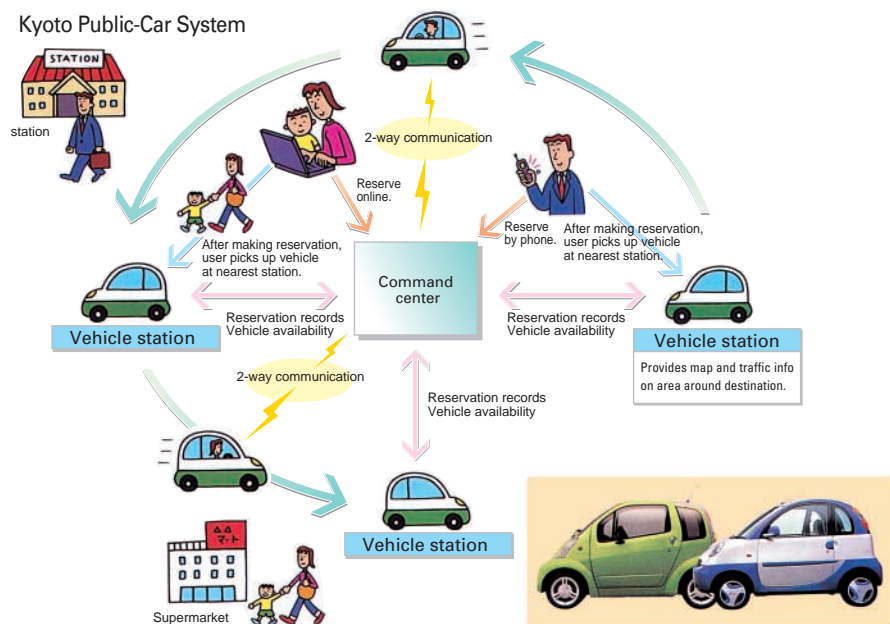 Kyoto Public-Car System
STATION
station
2-way communication
Reserve
online.
Reserve
by phone.
After making reservation,
user picks up vehicle
at nearest station.
After making reservation,
user picks up vehicle
at nearest station.
Command
center
Reservation records
Vehicle availability
Reservation records
Vehicle availability
Vehicle station
Vehicle station
Provides map and traffic info
on area around destination.
2-way communication
Reservation records
Vehicle availability
Vehicle station
マート
Supermarket